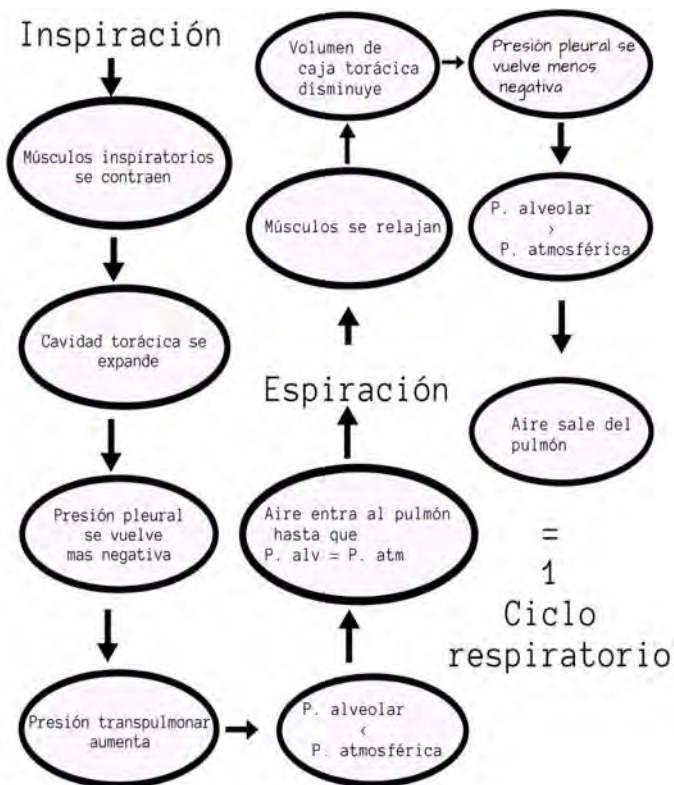 Inspiración
Músculos inspiratorios
se contraen
Cavidad torácica se
expande
Presión pleural
se vuelve
mas negativa
Presión transpulmonar
aumenta
P. alveolar
<
P. atmosférica
Aire entra al pulmón
hasta que
P. alv = P. atm
Espiración
Músculos se relajan
Volumen de
caja torácica
disminuye
Presión pleural se
vuelve menos
negativa
P. alveolar
>
P. atmosférica
Aire sale del
pulmón
=
1
Ciclo
respiratorio